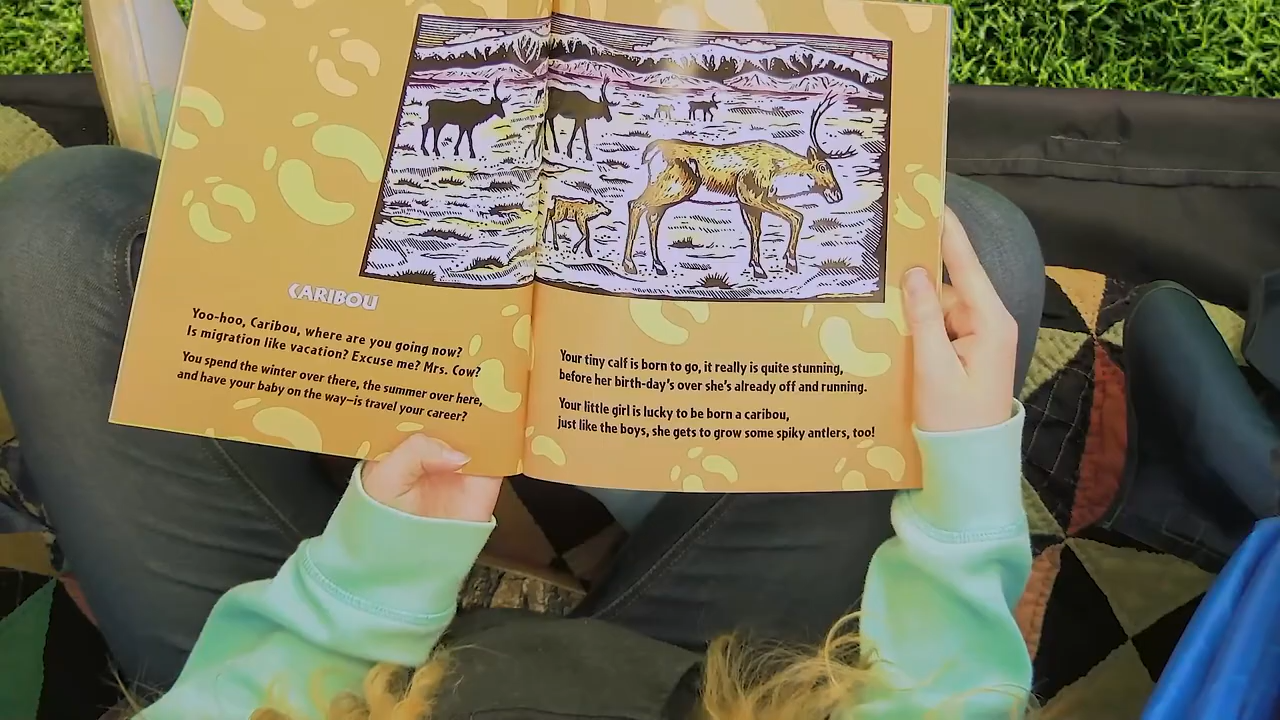 CARIBOU
Yoo-hoo, Caribou, where are you going now?
Is migration like vacation? Excuse me? Mrs. Cow?
You spend the winter over there, the summer over here,
and have your baby on the way–is travel your career?
Your tiny calf is born to go, it really is quite stunning,
before her birth-day's over she's already off and running.
Your little girl is lucky to be born a caribou,
just like the boys, she gets to grow some spiky antlers, too!